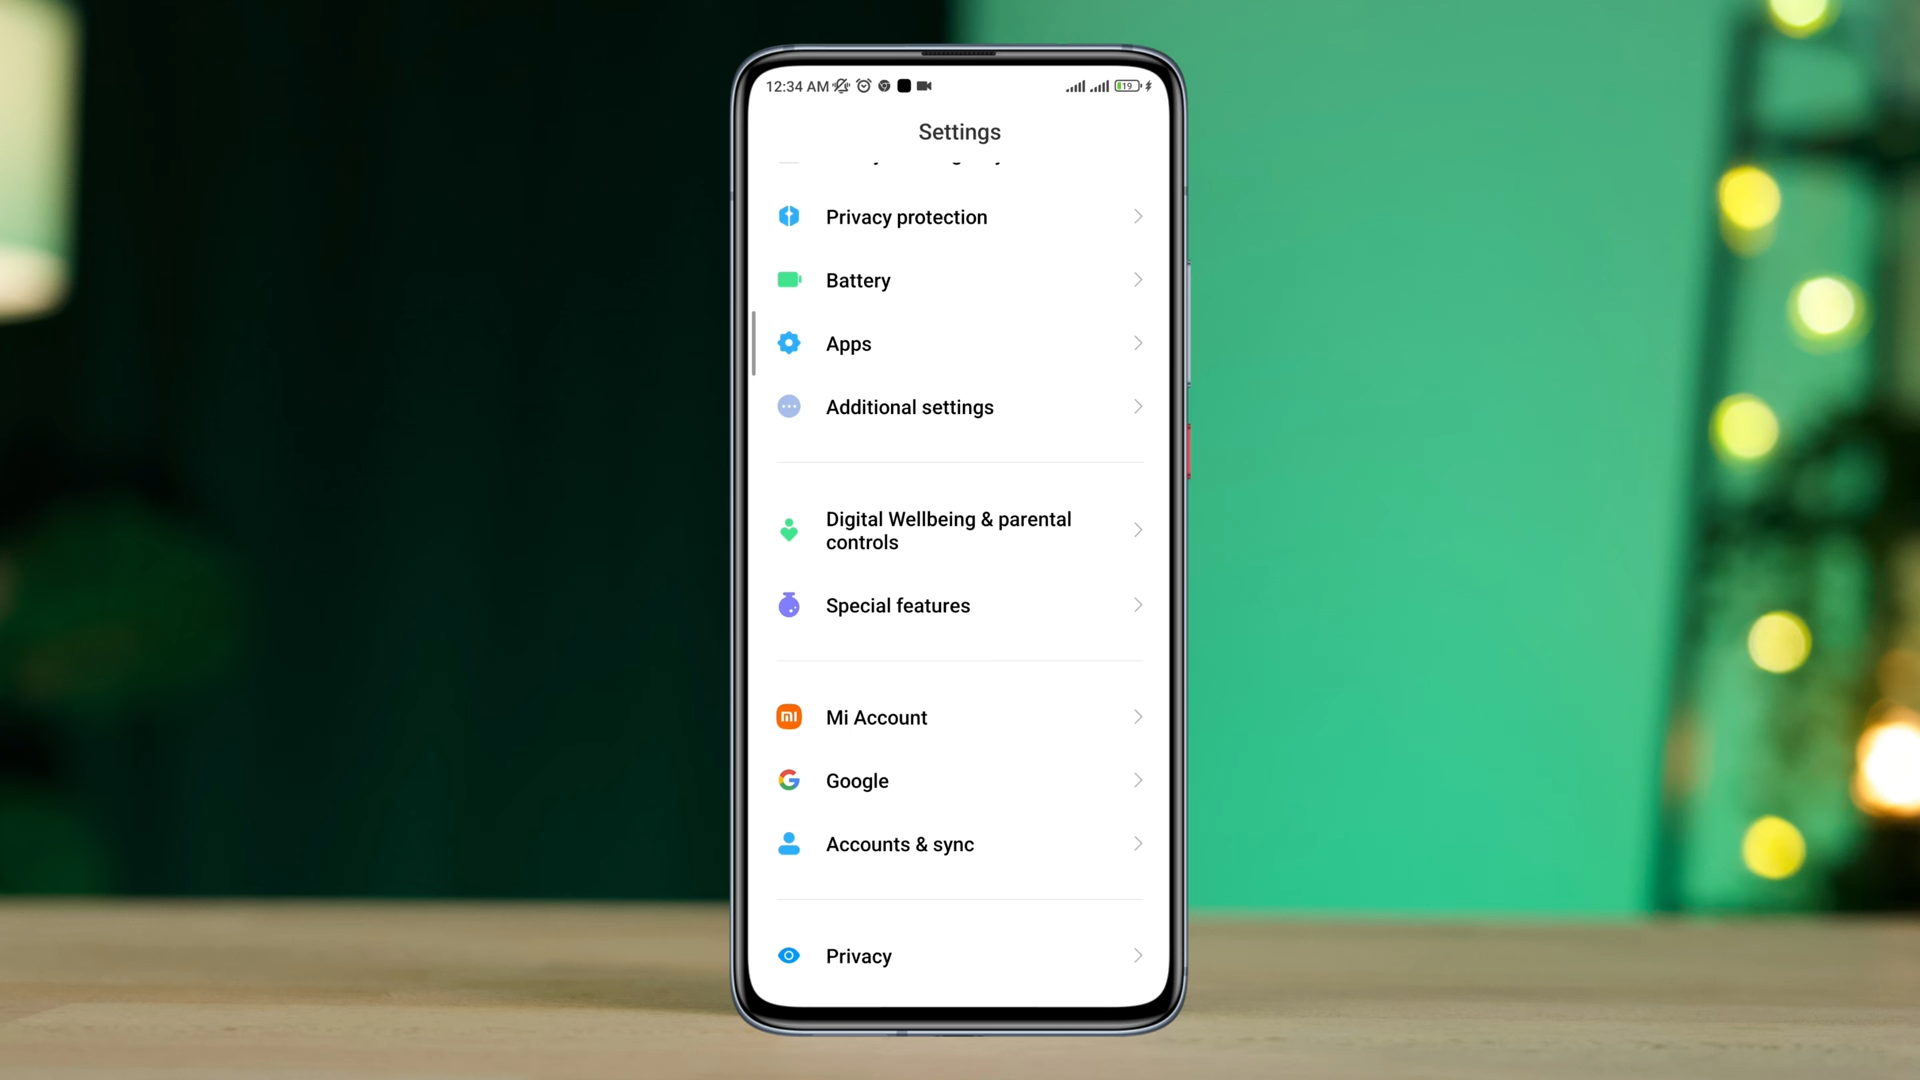 12:34 AM
19
Settings
Privacy protection
Battery
Apps
Additional settings
Digital Wellbeing & parental
controls
Special features
Mi Account
Google
Accounts & sync
Privacy